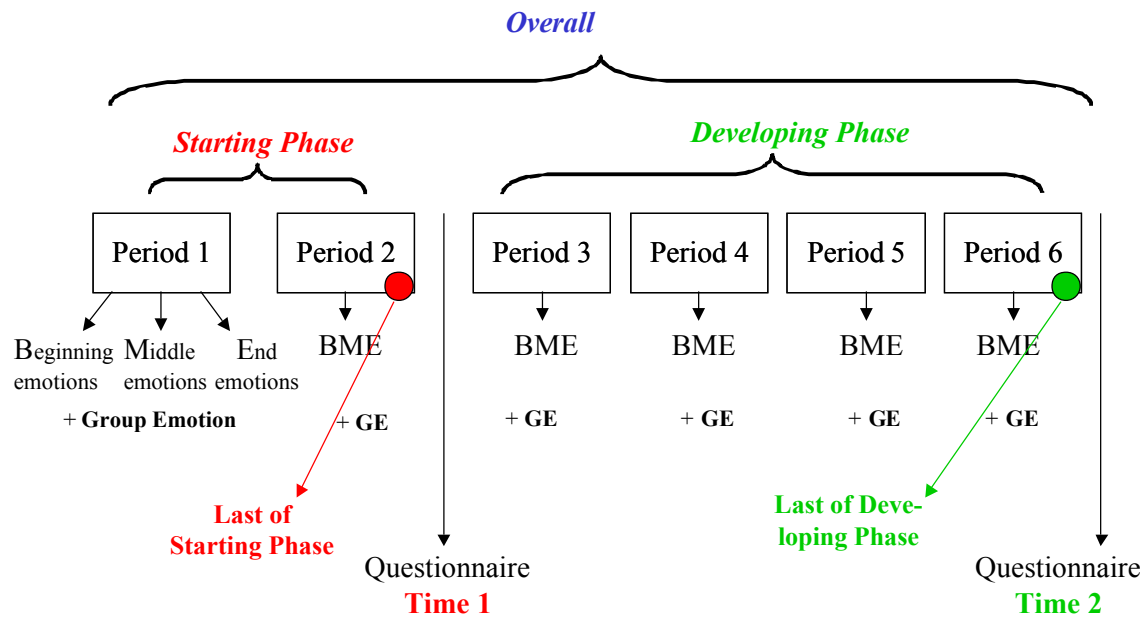 Overall
Starting Phase
Developing Phase
Period 1
Period 2
Period 3
Period 4
Period 5
Period 6
Beginning
emotions
Middle
emotions
End
emotions
BME
BME
BME
BME
BME
+ Group Emotion
+ GE
+ GE
+ GE
+ GE
+ GE
Last of
Starting Phase
Last of Deve-
loping Phase
Questionnaire
Time 1
Questionnaire
Time 2